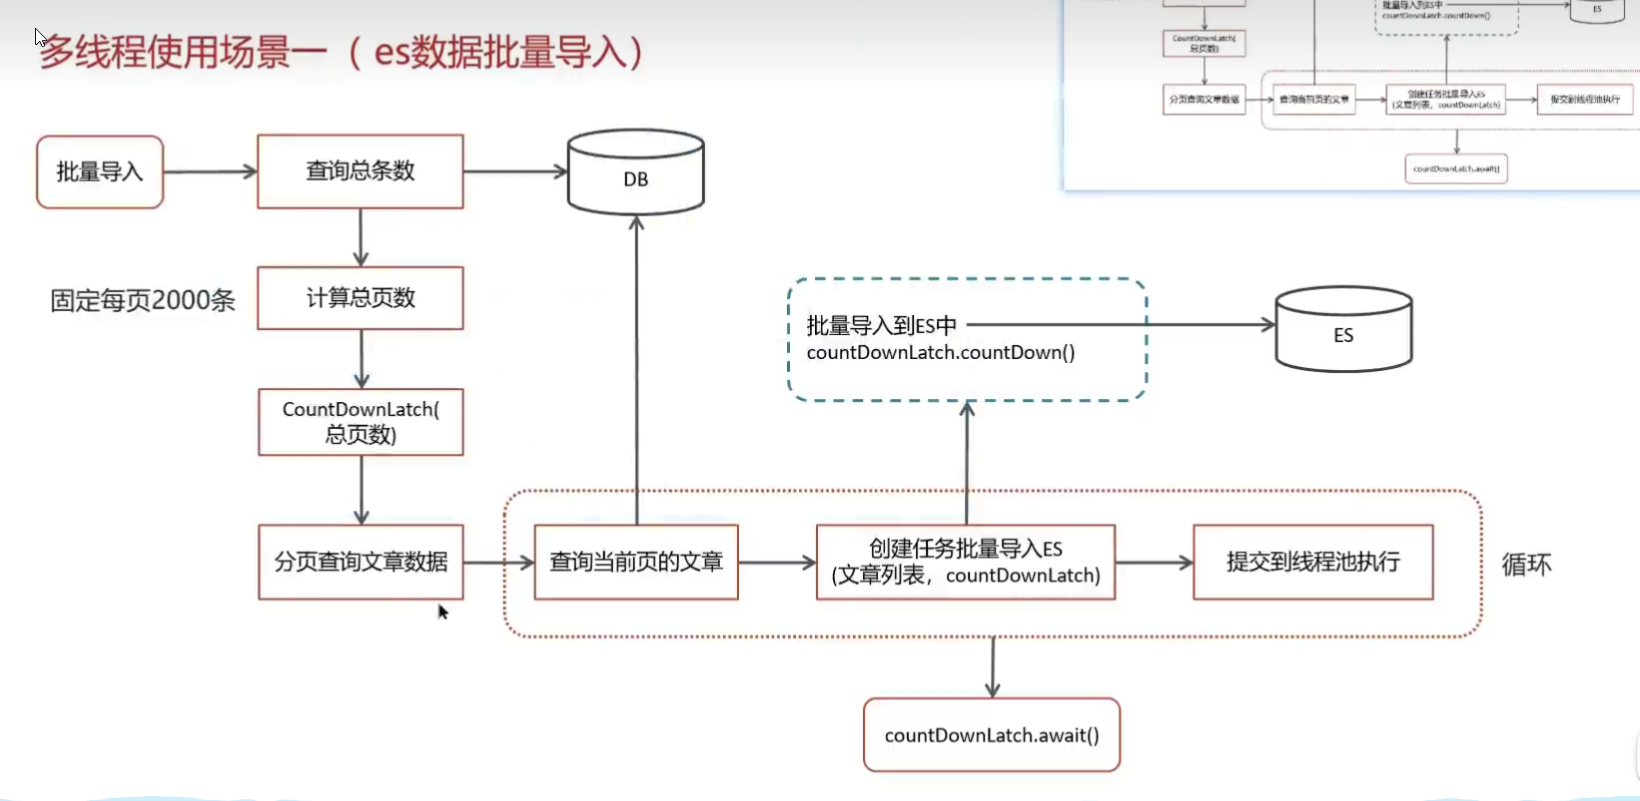 多线程使用场景一（es数据批量导入）
批量导入
查询总条数
DB
固定每页2000条
计算总页数
批量导入到ES中
countDownLatch.countDown()
ES
CountDownLatch(
总页数)
分页查询文章数据
查询当前页的文章
创建任务批量导入ES
(文章列表，countDownLatch)
提交到线程池执行
循环
countDownLatch.await()
批量导入到ES中
countDownLatch.countDown()
ES
CountDownLatch(
总页数)
分页查询文章数据
查询当前页的文章
创建任务批量导入ES
(文章列表，countDownLatch)
提交到线程池执行
countDownLatch.await()